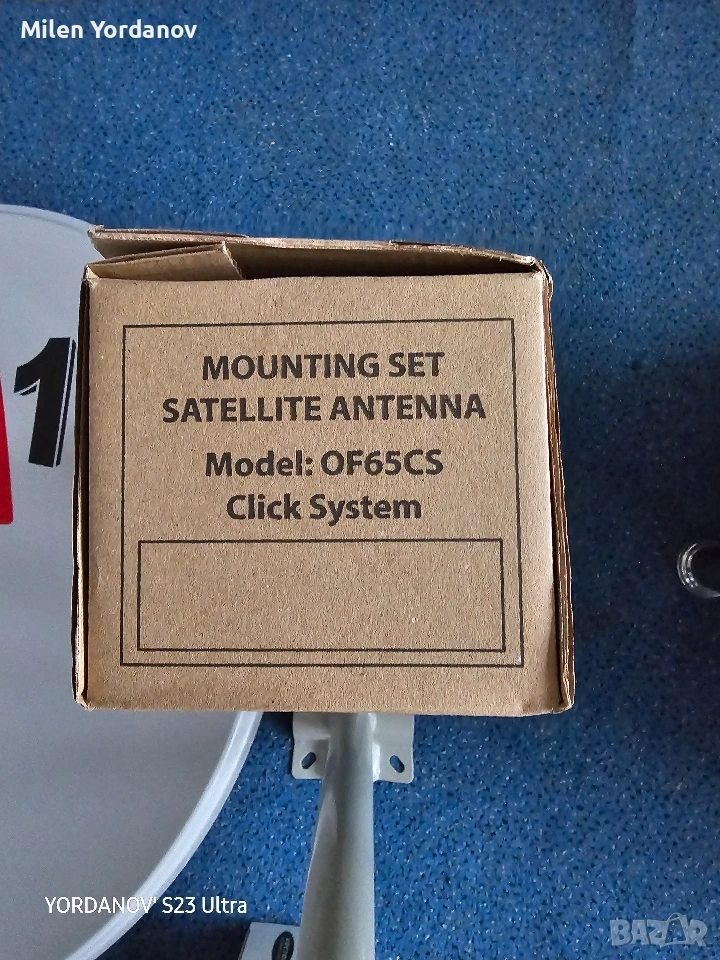 Milen Yordanov
1
MOUNTING SET
SATELLITE ANTENNA
Model: OF65CS
Click System
YORDANOV' S23 Ultra
BAZAR